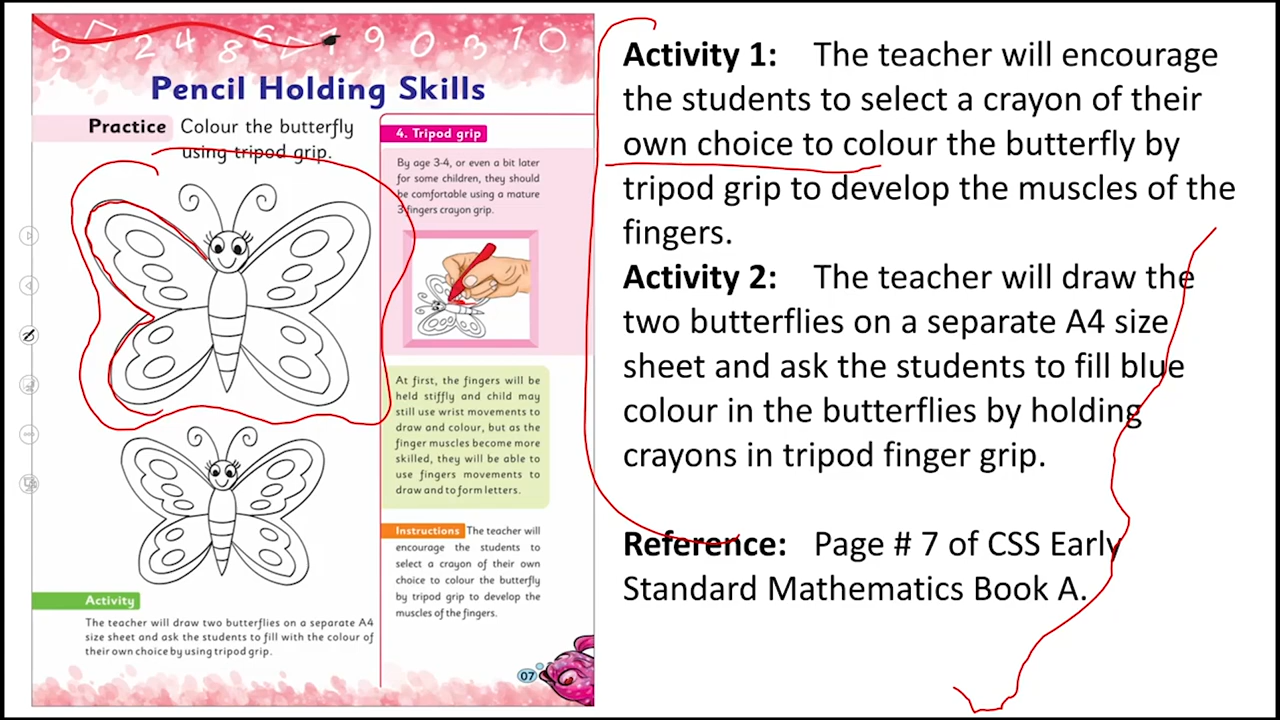 5 2 4 8 6 9 0 3 1 0
Pencil Holding Skills
Practice Colour the butterfly
using tripod grip.
4. Tripod grip
By age 3-4, or even a bit later
for some children, they should
be comfortable using a mature
3 fingers crayon grip.
At first, the fingers will be
held stiffly and child may
still use wrist movements to
draw and colour, but as the
finger muscles become more
skilled, they will be able to
use fingers movements to
draw and to form letters.
Instructions The teacher will
encourage the students to
select a crayon of their own
choice to colour the butterfly
by tripod grip to develop the
muscles of the fingers.
Activity
The teacher will draw two butterflies on a separate A4
size sheet and ask the students to fill with the colour of
their own choice by using tripod grip.
07
Activity 1: The teacher will encourage
the students to select a crayon of their
own choice to colour the butterfly by
tripod grip to develop the muscles of the
fingers.
Activity 2: The teacher will draw the
two butterflies on a separate A4 size
sheet and ask the students to fill blue
colour in the butterflies by holding
crayons in tripod finger grip.
Reference: Page # 7 of CSS Early
Standard Mathematics Book A.